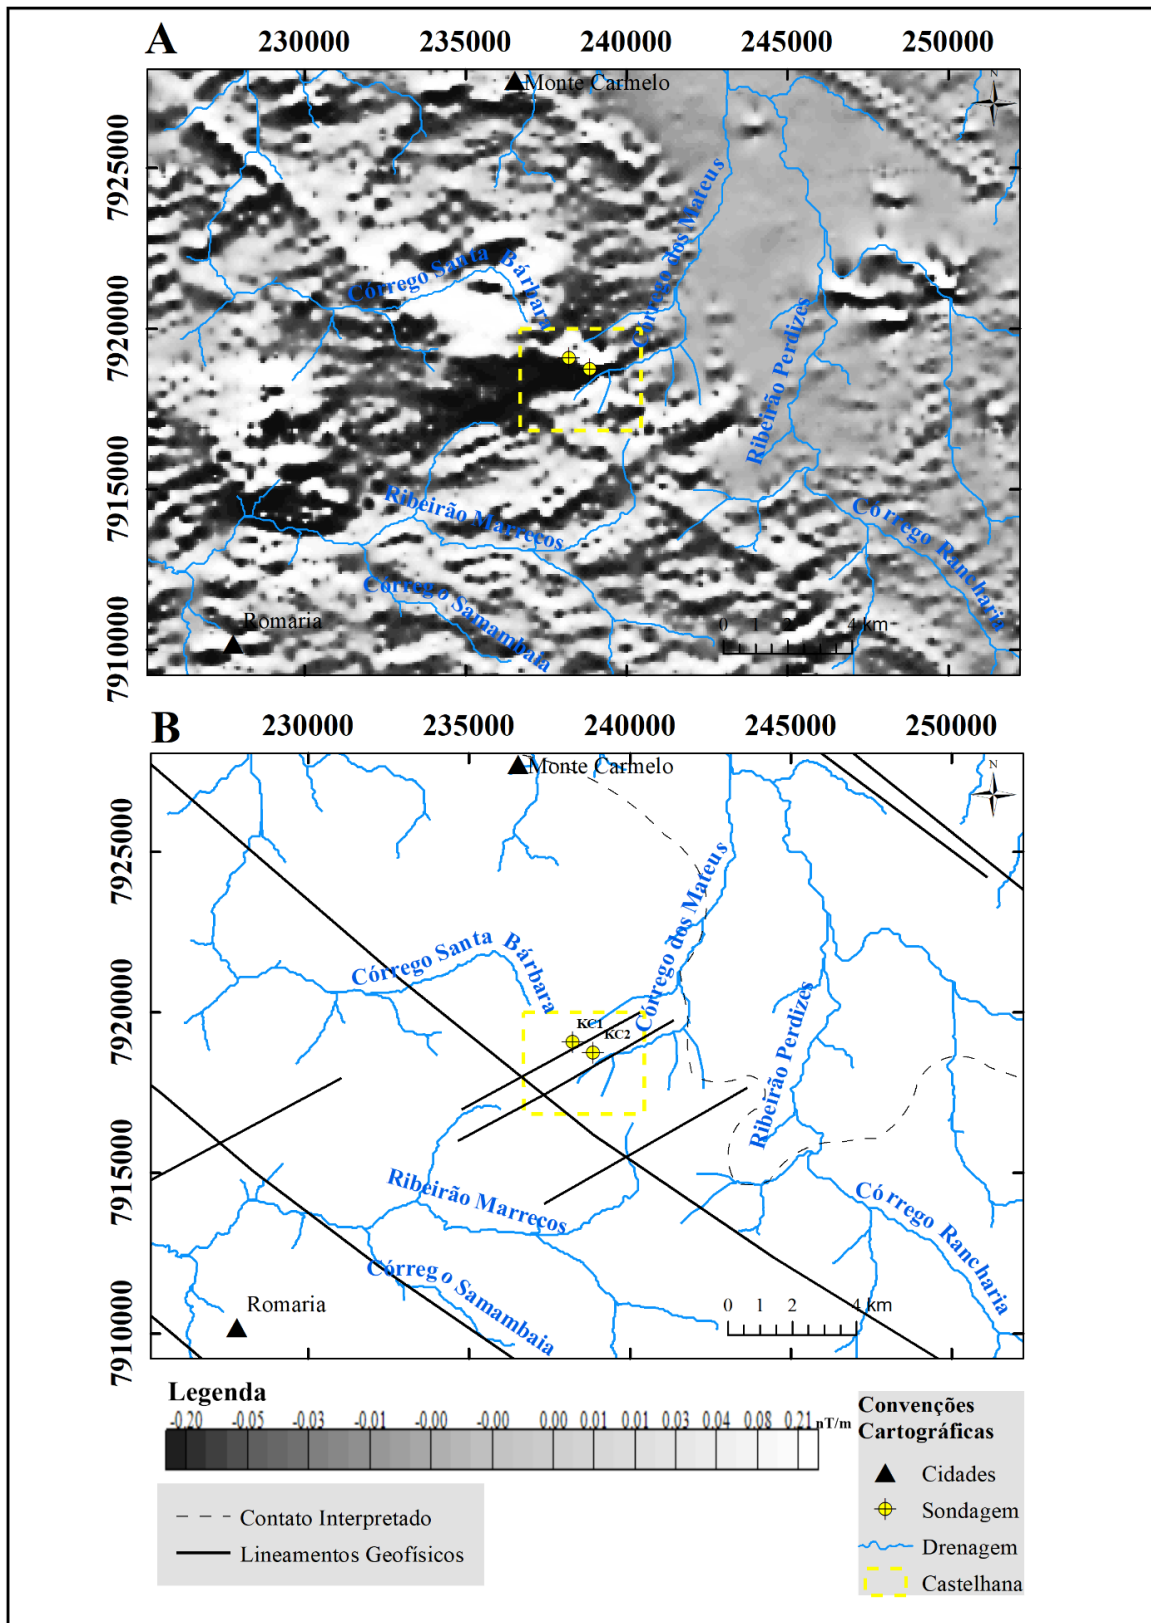 A
230000 235000 240000 245000 250000
7925000
7920000
7915000
7910000
N
Monte Carmelo
Córrego dos Mateus
Córrego Santa Bárbara
Ribeirão Perdizes
Ribeirão Marrecos
Córrego Rancharia
Córrego Samambaia
Romaria
0 1 2 4 km
B
230000 235000 240000 245000 250000
7925000
7920000
7915000
7910000
N
Monte Carmelo
Córrego dos Mateus
Córrego Santa Bárbara
KC1
KC2
Ribeirão Perdizes
Ribeirão Marrecos
Córrego Rancharia
Córrego Samambaia
Romaria
0 1 2 4 km
Legenda
-0.20 -0.05 -0.03 -0.01 -0.00 -0.00 0.00 0.01 0.01 0.03 0.04 0.08 0.21 nT/m
Contato Interpretado
Lineamentos Geofísicos
Convenções
Cartográficas
Cidades
Sondagem
Drenagem
Castelhana